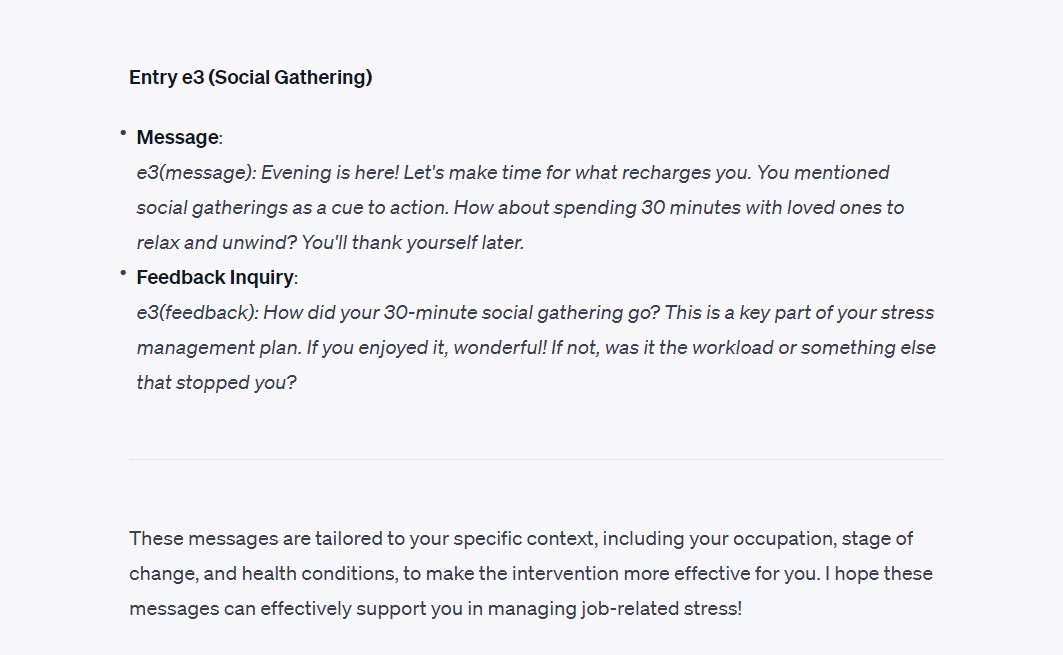 Entry e3 (Social Gathering)
• Message:
e3(message): Evening is here! Let's make time for what recharges you. You mentioned
social gatherings as a cue to action. How about spending 30 minutes with loved ones to
relax and unwind? You'll thank yourself later.
• Feedback Inquiry:
e3(feedback): How did your 30-minute social gathering go? This is a key part of your stress
management plan. If you enjoyed it, wonderful! If not, was it the workload or something else
that stopped you?
These messages are tailored to your specific context, including your occupation, stage of
change, and health conditions, to make the intervention more effective for you. I hope these
messages can effectively support you in managing job-related stress!